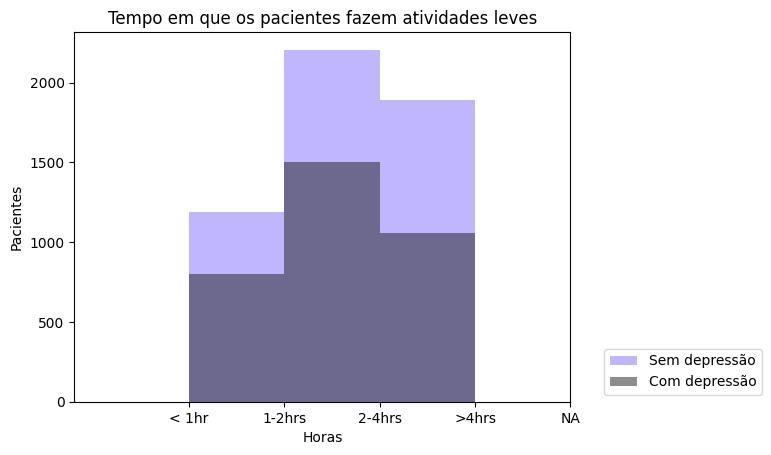 Tempo em que os pacientes fazem atividades leves
Pacientes
2000
1500
1000
500
0
< 1hr 1-2hrs 2-4hrs >4hrs NA
Horas
Sem depressão
Com depressão